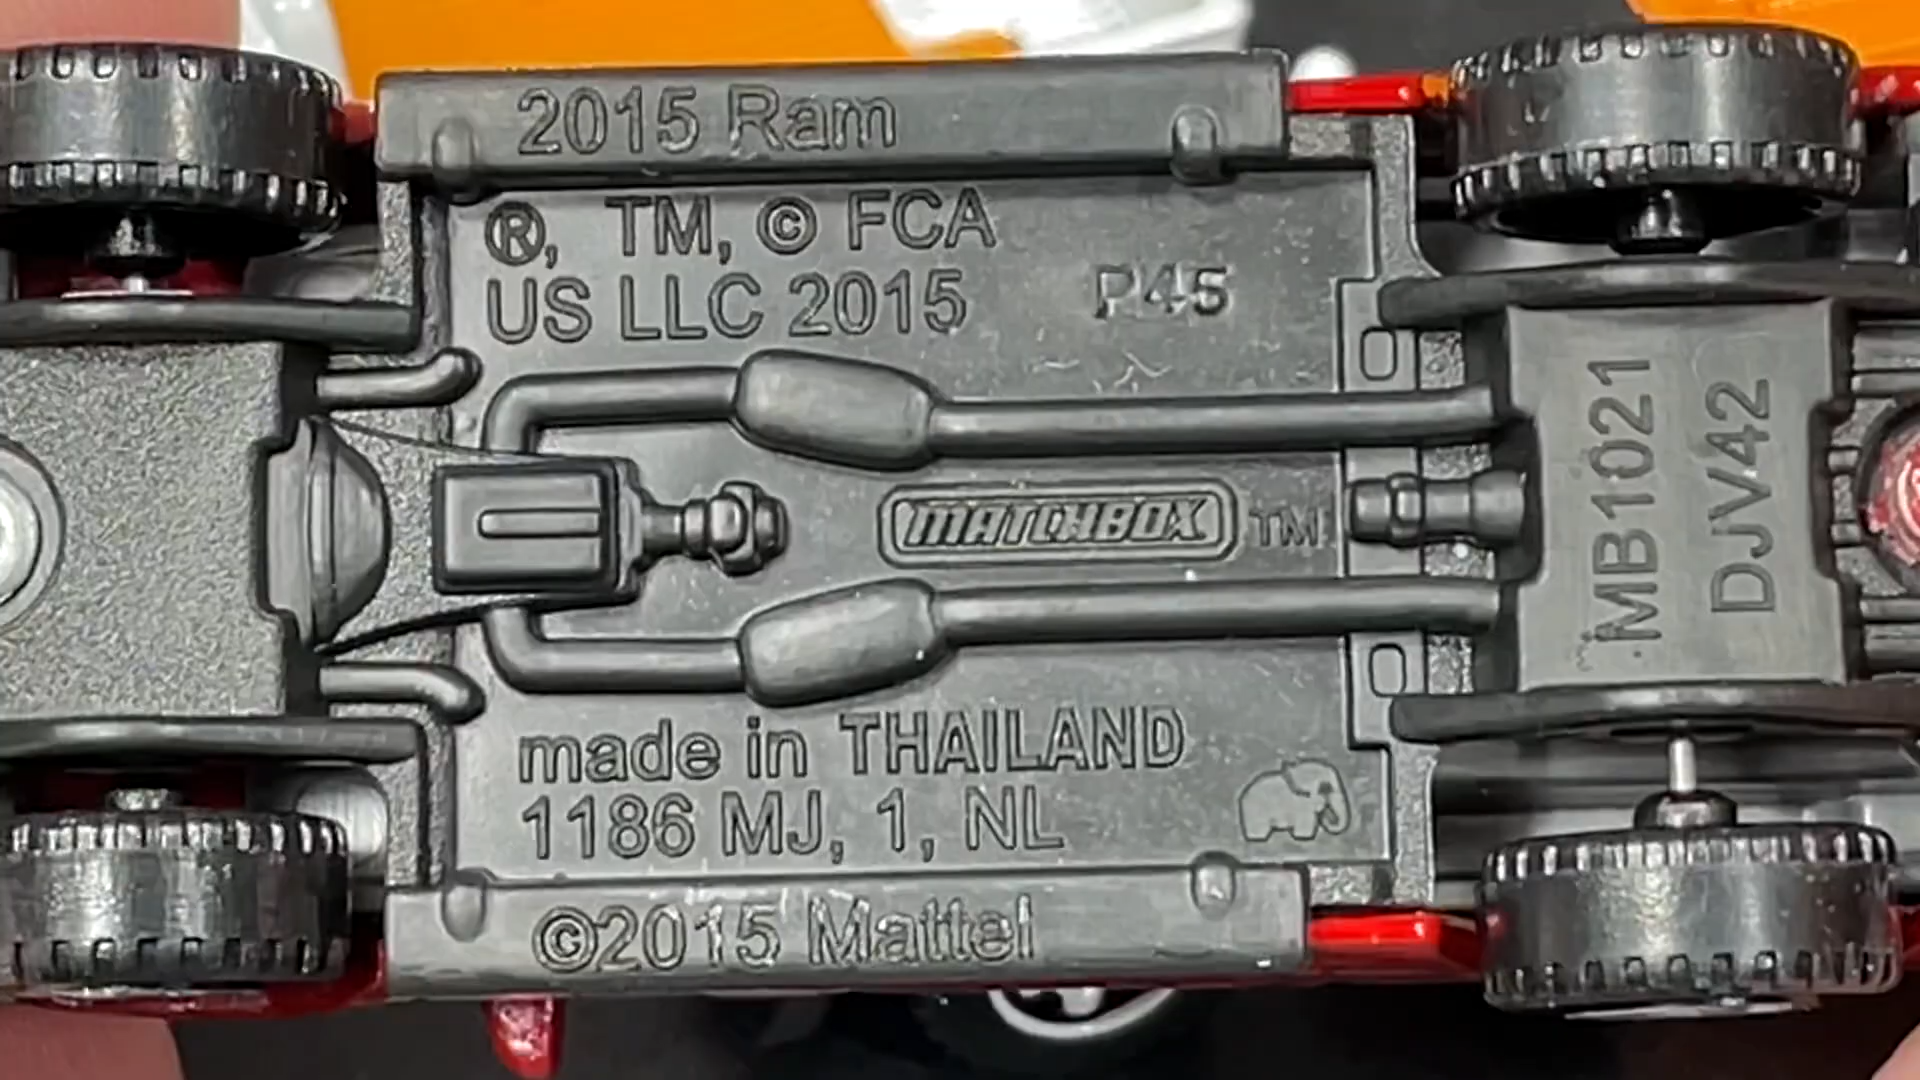 2015 Ram
®, TM, © FCA
US LLC 2015
P45
MATCHBOX TM
MB1021
DJV42
made in THAILAND
1186 MJ, 1, NL
©2015 Mattel